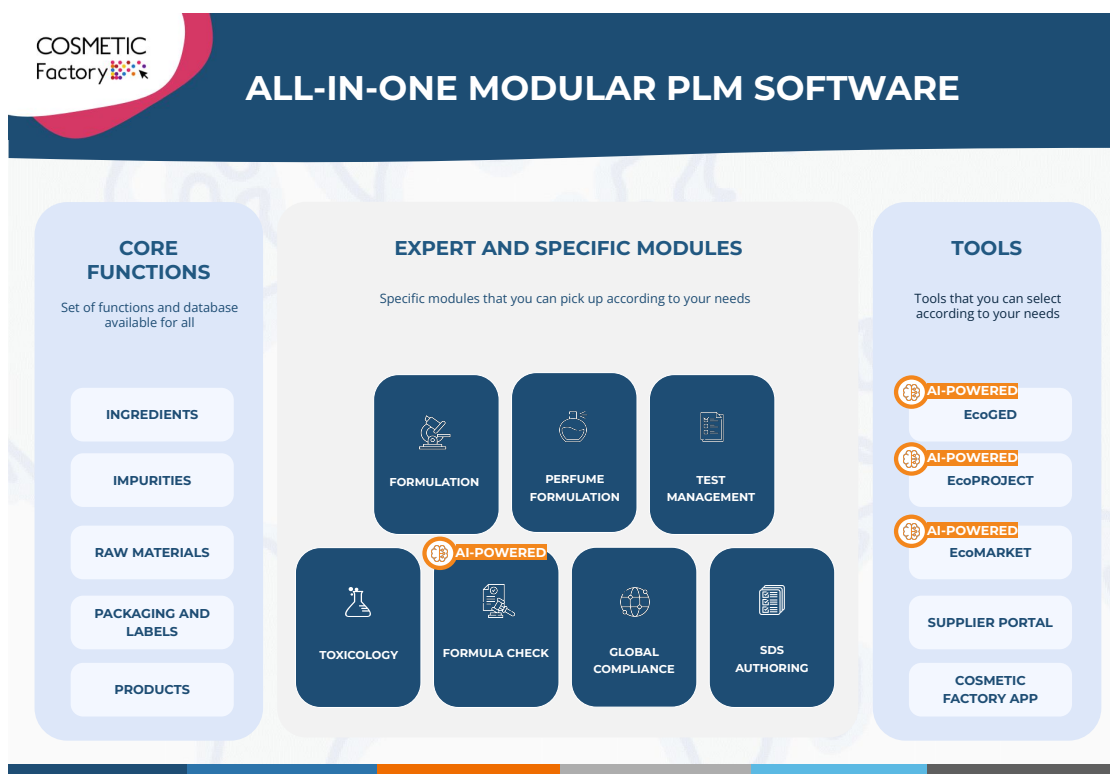 COSMETIC
Factory
ALL-IN-ONE MODULAR PLM SOFTWARE
CORE
FUNCTIONS
Set of functions and database
available for all
INGREDIENTS
IMPURITIES
RAW MATERIALS
PACKAGING AND
LABELS
PRODUCTS
EXPERT AND SPECIFIC MODULES
Specific modules that you can pick up according to your needs
FORMULATION
PERFUME
FORMULATION
TEST
MANAGEMENT
TOXICOLOGY
AI-POWERED
FORMULA CHECK
GLOBAL
COMPLIANCE
SDS
AUTHORING
TOOLS
Tools that you can select
according to your needs
AI-POWERED
EcoGED
AI-POWERED
EcoPROJECT
AI-POWERED
EcoMARKET
SUPPLIER PORTAL
COSMETIC
FACTORY APP